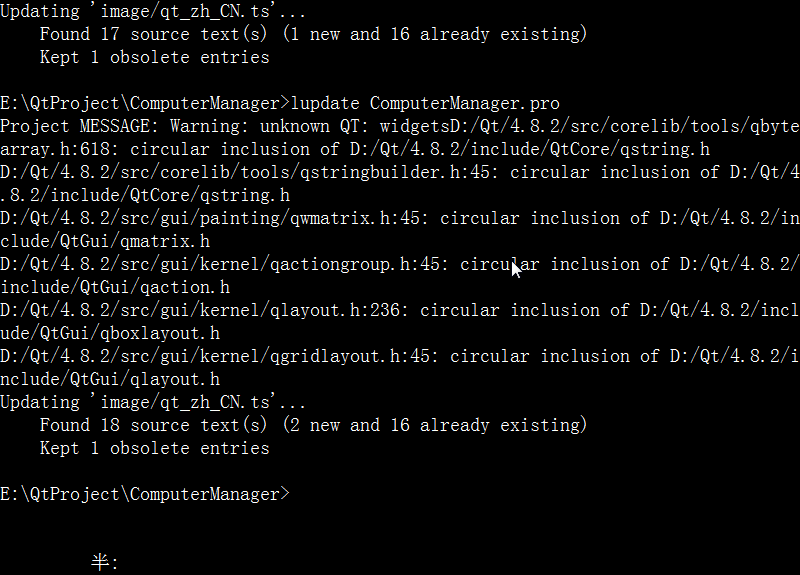 Updating 'image/qt_zh_CN.ts'...
    Found 17 source text(s) (1 new and 16 already existing)
    Kept 1 obsolete entries
E:\QtProject\ComputerManager>lupdate ComputerManager.pro
Project MESSAGE: Warning: unknown QT: widgetsD:/Qt/4.8.2/src/corelib/tools/qbyte
array.h:618: circular inclusion of D:/Qt/4.8.2/include/QtCore/qstring.h
D:/Qt/4.8.2/src/corelib/tools/qstringbuilder.h:45: circular inclusion of D:/Qt/4
.8.2/include/QtCore/qstring.h
D:/Qt/4.8.2/src/gui/painting/qwmatrix.h:45: circular inclusion of D:/Qt/4.8.2/in
clude/QtGui/qmatrix.h
D:/Qt/4.8.2/src/gui/kernel/qactiongroup.h:45: circular inclusion of D:/Qt/4.8.2/
include/QtGui/qaction.h
D:/Qt/4.8.2/src/gui/kernel/qlayout.h:236: circular inclusion of D:/Qt/4.8.2/incl
ude/QtGui/qboxlayout.h
D:/Qt/4.8.2/src/gui/kernel/qgridlayout.h:45: circular inclusion of D:/Qt/4.8.2/i
nclude/QtGui/qlayout.h
Updating 'image/qt_zh_CN.ts'...
    Found 18 source text(s) (2 new and 16 already existing)
    Kept 1 obsolete entries
E:\QtProject\ComputerManager>
半: